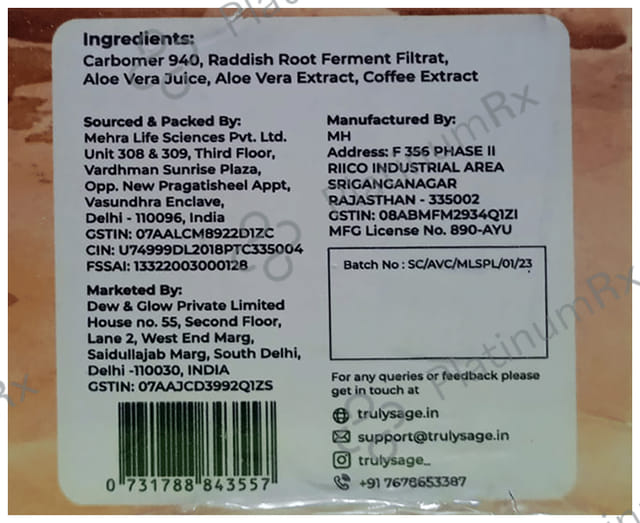 Ingredients:
Carbomer 940, Raddish Root Ferment Filtrat,
Aloe Vera Juice, Aloe Vera Extract, Coffee Extract
Sourced & Packed By:
Mehra Life Sciences Pvt. Ltd.
Unit 308 & 309, Third Floor,
Vardhman Sunrise Plaza,
Opp. New Pragatisheel Appt,
Vasundhra Enclave,
Delhi - 110096, India
GSTIN: 07AALCM8922D1ZC
CIN: U74999DL2018PTC335004
FSSAI: 13322003000128
Marketed By:
Dew & Glow Private Limited
House no. 55, Second Floor,
Lane 2, West End Marg,
Saidullajab Marg, South Delhi,
Delhi -110030, INDIA
GSTIN: 07AAJCD3992Q1ZS
0 731788 843557
Manufactured By:
MH
Address: F 356 PHASE II
RIICO INDUSTRIAL AREA
SRIGANGANAGAR
RAJASTHAN - 335002
GSTIN: 08ABMFM2934Q1ZI
MFG License No. 890-AYU
Batch No : SC/AVC/MLSPL/01/23
For any queries or feedback please
get in touch at
trulysage.in
support@trulysage.in
trulysage_
+91 7678653387
PlatinumRx
PlatinumRx